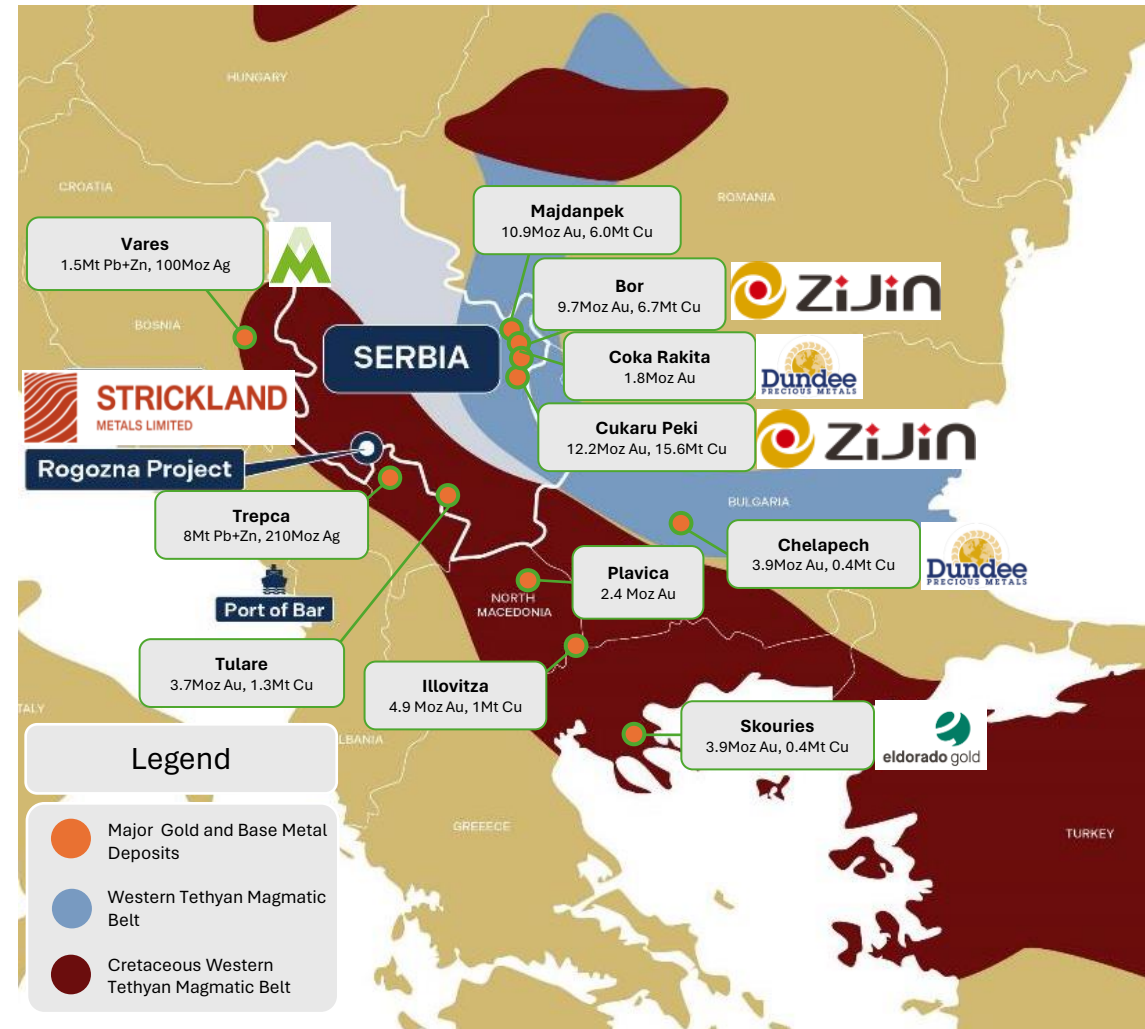 HUNGARY
CROATIA
ROMANIA
Majdanpek
10.9Moz Au, 6.0Mt Cu
Vares
1.5Mt Pb+Zn, 100Moz Ag
Bor
9.7Moz Au, 6.7Mt Cu
ZiJin
BOSNIA
SERBIA
Coka Rakita
1.8Moz Au
Dundee
PRECIOUS METALS
STRICKLAND
METALS LIMITED
Cukaru Peki
12.2Moz Au, 15.6Mt Cu
ZiJin
Rogozna Project
Trepca
8Mt Pb+Zn, 210Moz Ag
BULGARIA
Chelapech
3.9Moz Au, 0.4Mt Cu
Dundee
PRECIOUS METALS
Plavica
2.4 Moz Au
NORTH
MACEDONIA
Port of Bar
Tulare
3.7Moz Au, 1.3Mt Cu
Illovitza
4.9 Moz Au, 1Mt Cu
Skouries
3.9Moz Au, 0.4Mt Cu
eldorado gold
TALY
LBANIA
Legend
Major Gold and Base Metal
Deposits
Western Tethyan Magmatic
Belt
Cretaceous Western
Tethyan Magmatic Belt
GREEECE
TURKEY